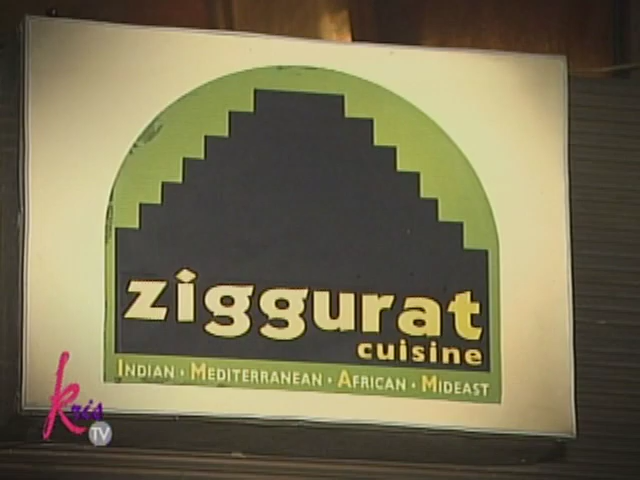 ziggurat
cuisine
INDIAN · MEDITERRANEAN · AFRICAN · MIDEAST
kris
TV